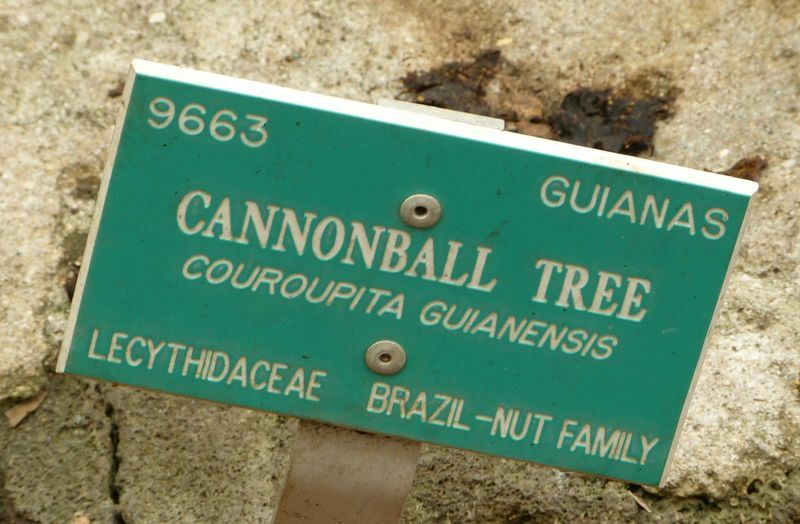 9663
GUIANAS
CANNONBALL TREE
COUROUPITA GUIANENSIS
LECYTHIDACEAE BRAZIL-NUT FAMILY